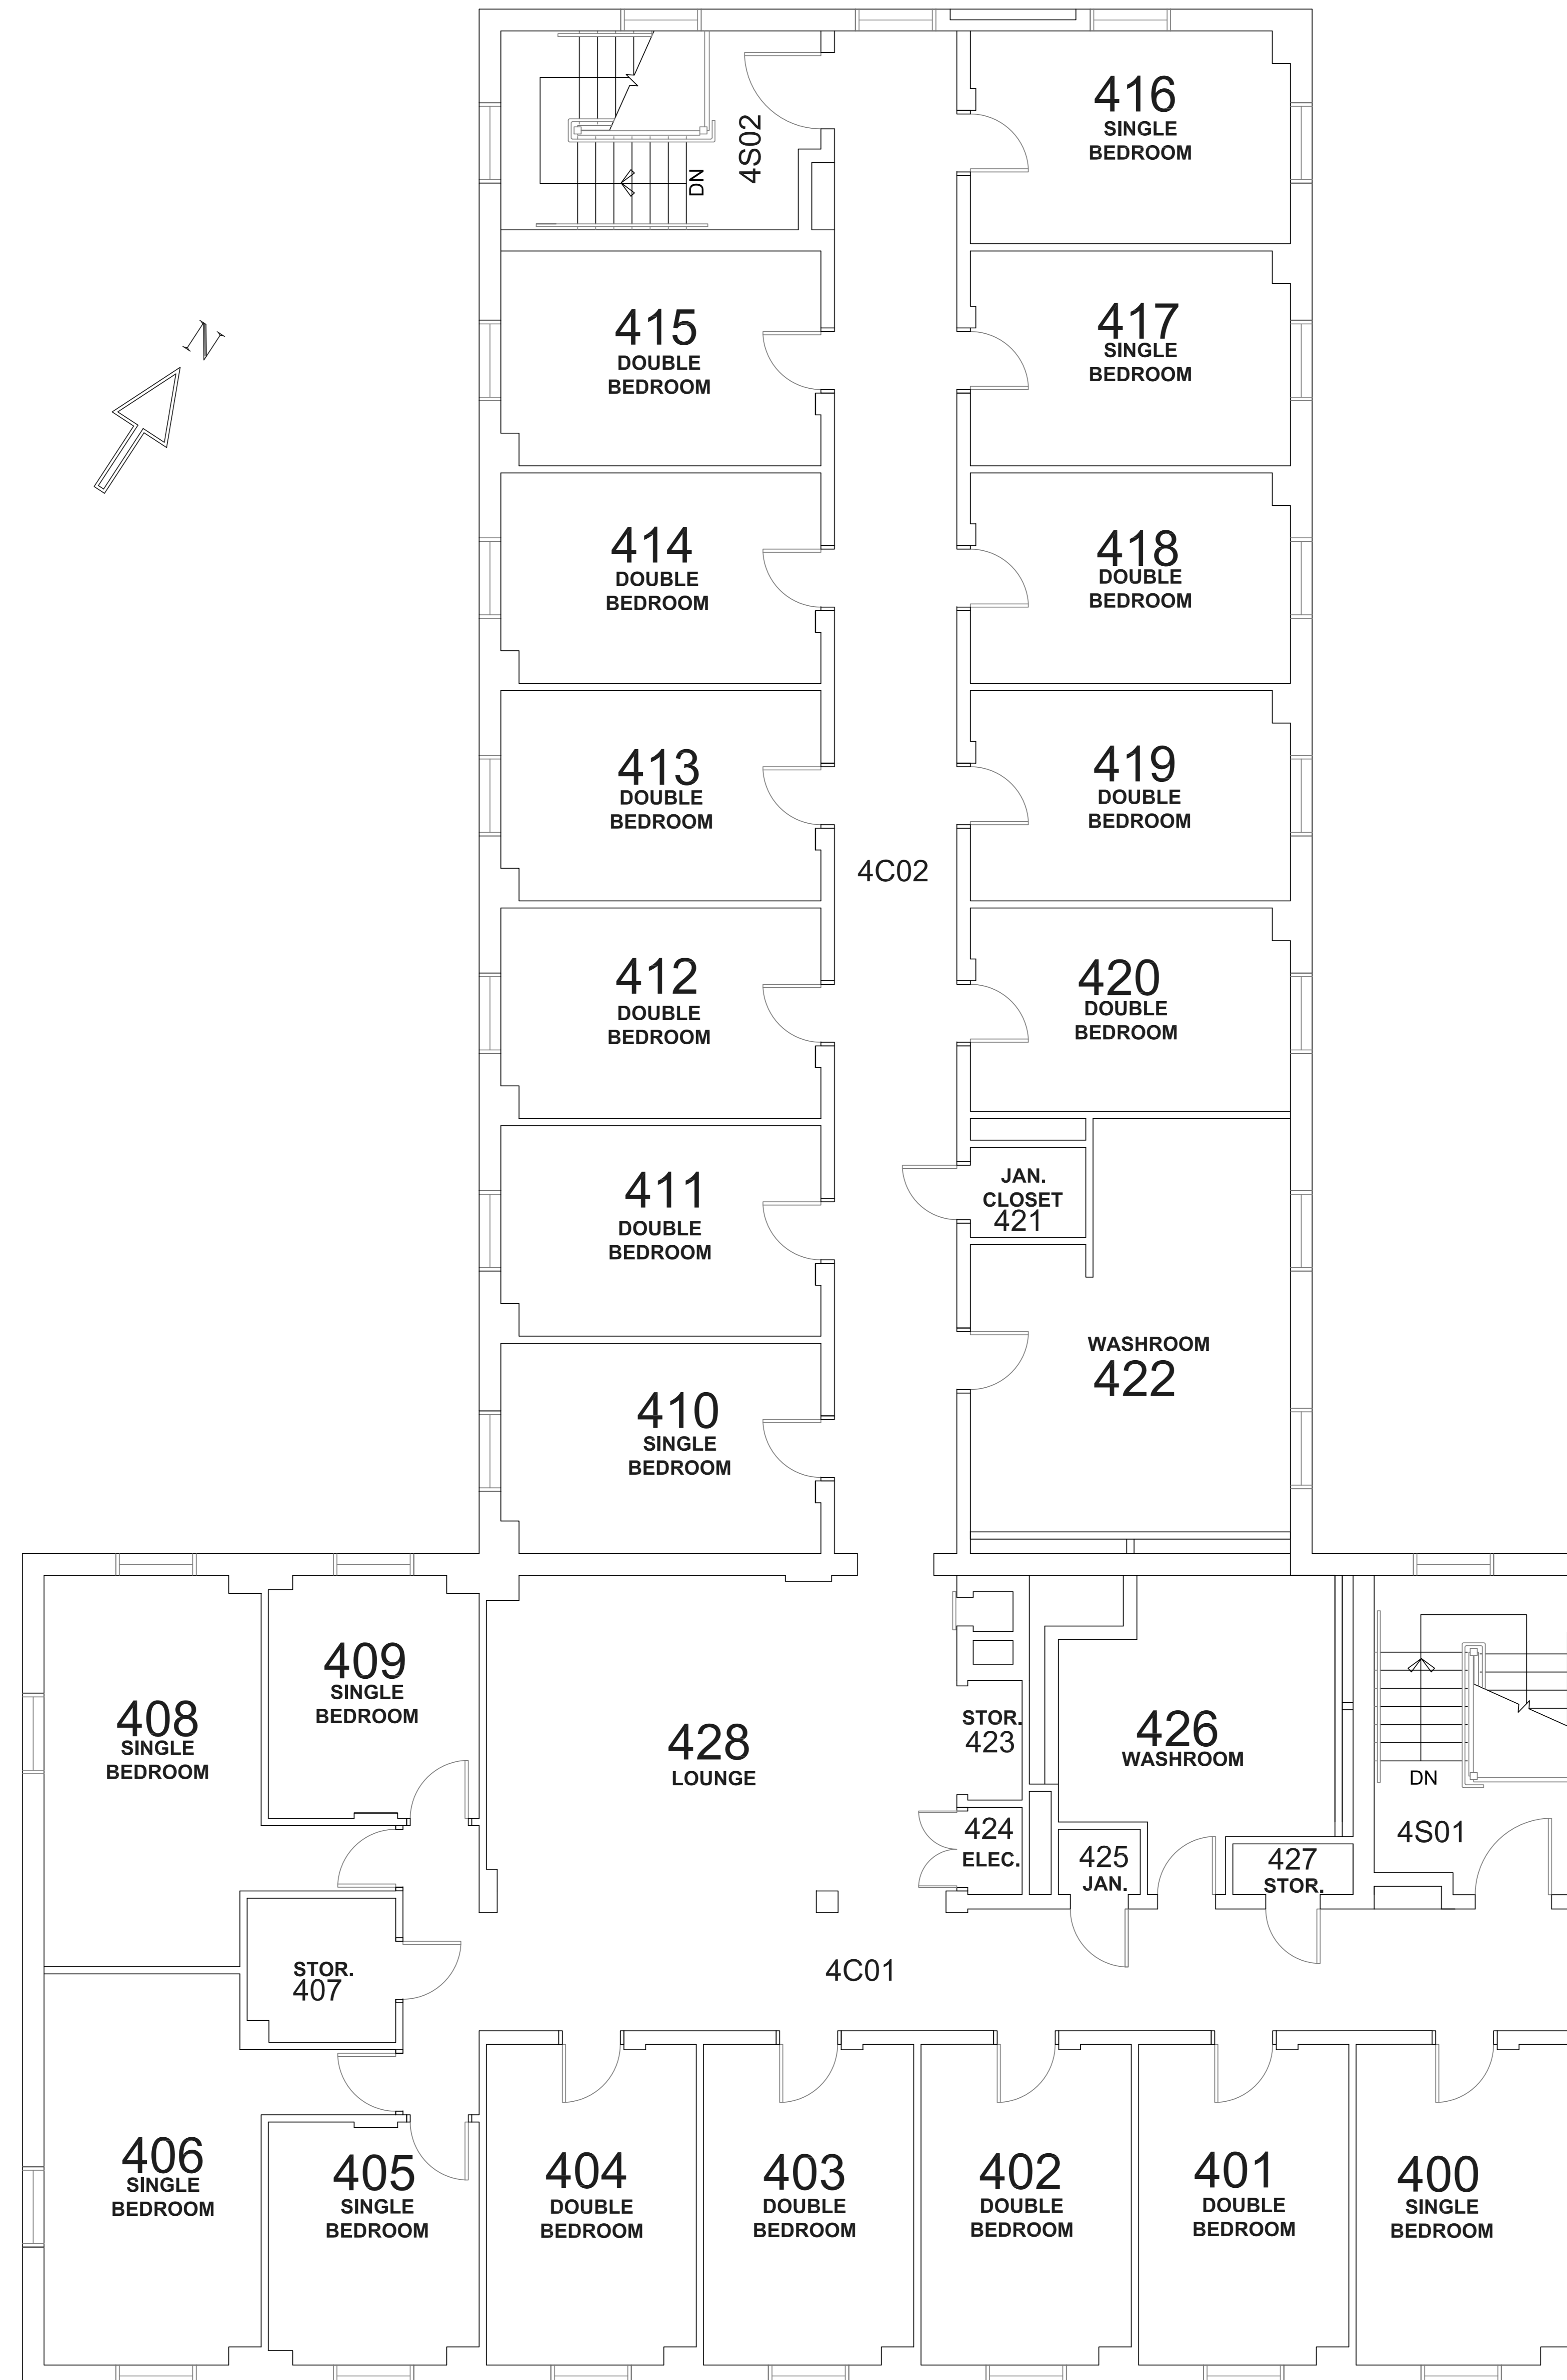 416
SINGLE
BEDROOM
4S02
DN
415
DOUBLE
BEDROOM
417
SINGLE
BEDROOM
N
414
DOUBLE
BEDROOM
418
DOUBLE
BEDROOM
413
DOUBLE
BEDROOM
419
DOUBLE
BEDROOM
4C02
412
DOUBLE
BEDROOM
420
DOUBLE
BEDROOM
411
DOUBLE
BEDROOM
JAN.
CLOSET
421
WASHROOM
422
410
SINGLE
BEDROOM
409
SINGLE
BEDROOM
408
SINGLE
BEDROOM
428
LOUNGE
STOR.
423
426
WASHROOM
DN
4S01
424
ELEC.
425
JAN.
427
STOR.
STOR.
407
4C01
406
SINGLE
BEDROOM
405
SINGLE
BEDROOM
404
DOUBLE
BEDROOM
403
DOUBLE
BEDROOM
402
DOUBLE
BEDROOM
401
DOUBLE
BEDROOM
400
SINGLE
BEDROOM